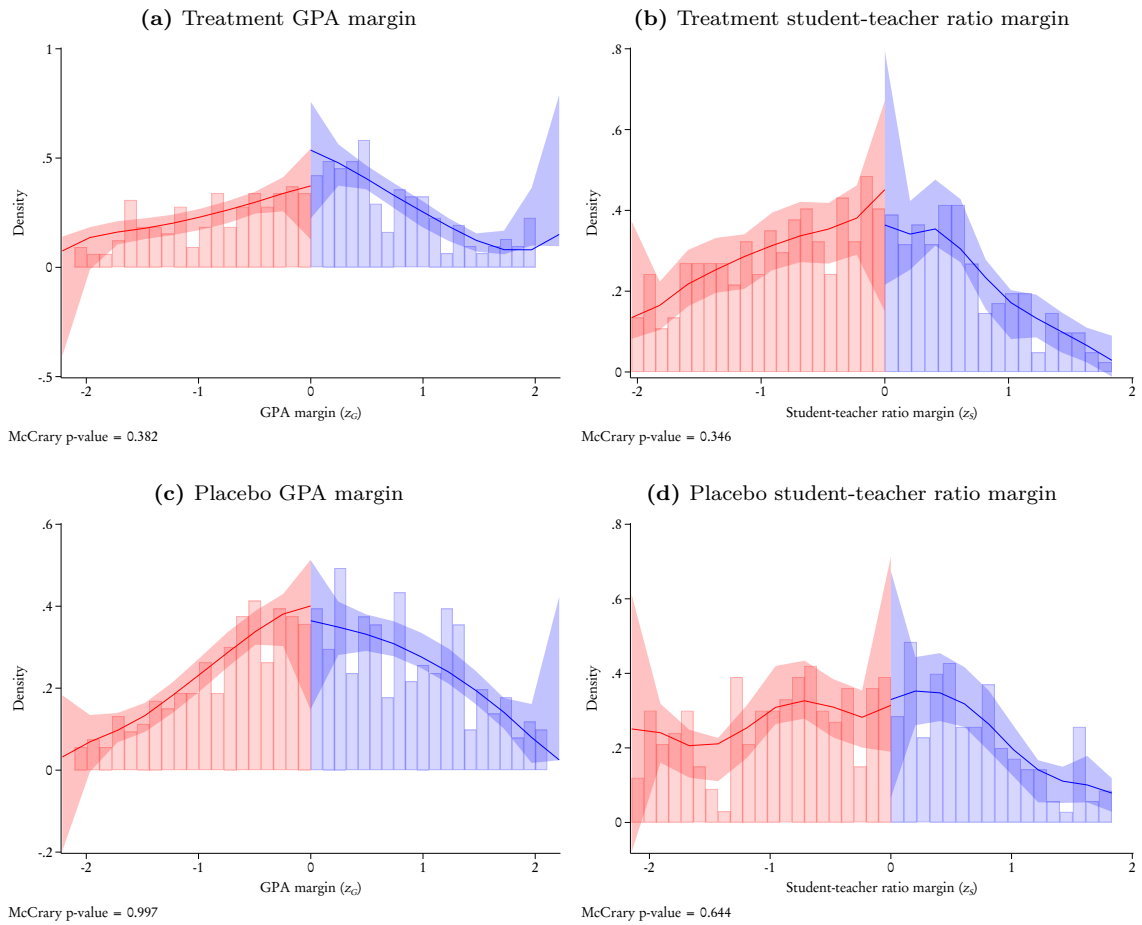 (a) Treatment GPA margin
1
.5
0
-.5
Density
-2
-1
0
1
2
GPA margin (zG)
McCrary p-value = 0.382
(b) Treatment student-teacher ratio margin
.8
.6
.4
.2
0
Density
-2
-1
0
1
2
Student-teacher ratio margin (zS)
McCrary p-value = 0.346
(c) Placebo GPA margin
.6
.4
.2
0
-.2
Density
-2
-1
0
1
2
GPA margin (zG)
McCrary p-value = 0.997
(d) Placebo student-teacher ratio margin
.8
.6
.4
.2
0
Density
-2
-1
0
1
2
Student-teacher ratio margin (zS)
McCrary p-value = 0.644